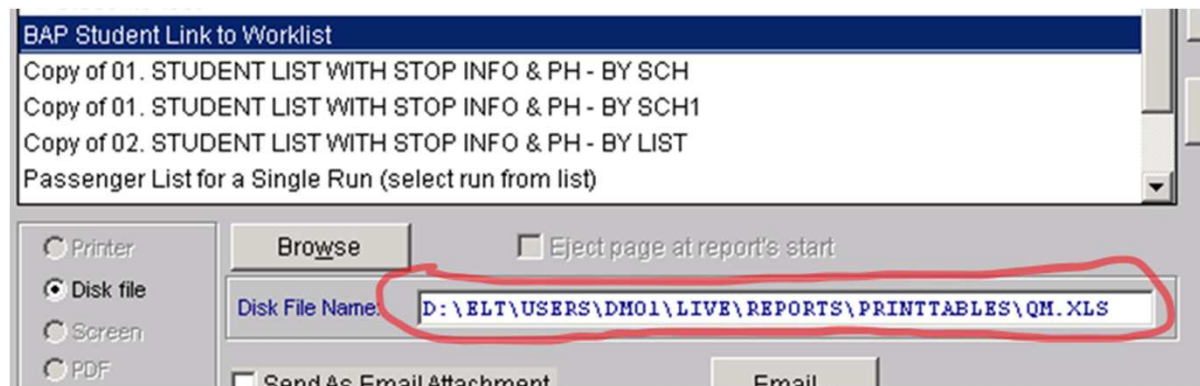 BAP Student Link to Worklist
Copy of 01. STUDENT LIST WITH STOP INFO & PH - BY SCH
Copy of 01. STUDENT LIST WITH STOP INFO & PH - BY SCH1
Copy of 02. STUDENT LIST WITH STOP INFO & PH - BY LIST
Passenger List for a Single Run (select run from list)
Printer
Browse
Eject page at report's start
Disk file
Disk File Name:
D:\ELT\USERS\DMO1\LIVE\REPORTS\PRINTTABLES\QM.XLS
Screen
PDF
Send As Email Attachment
Email